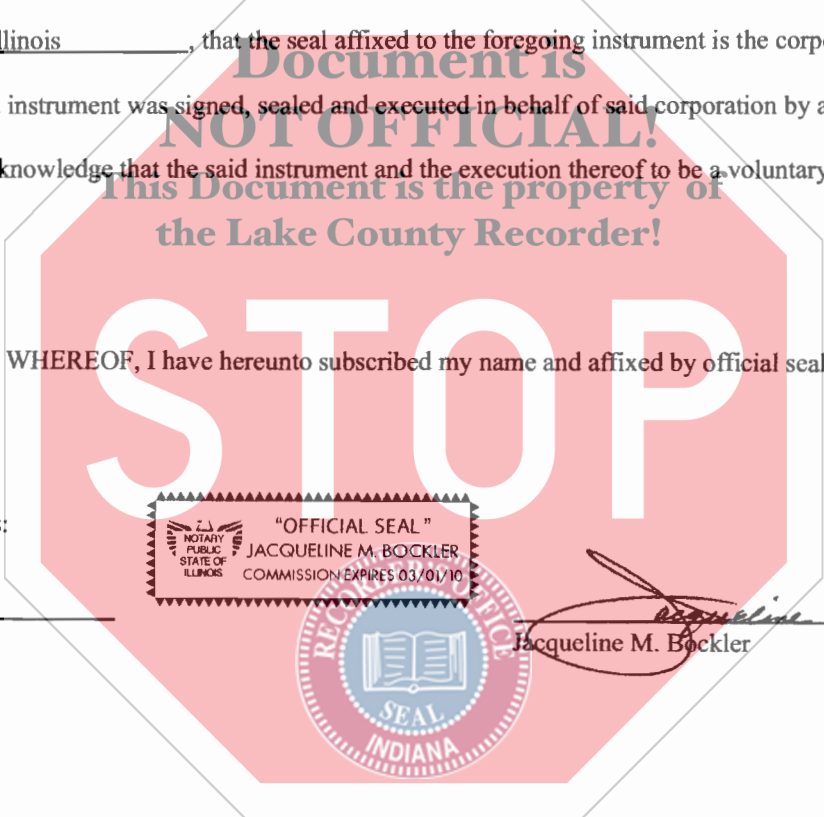 llinois, that the seal affixed to the foregoing instrument is the corpo
Document is
instrument was signed, sealed and executed in behalf of said corporation by a
NOT OFFICIAL!
knowledge that the said instrument and the execution thereof to be a voluntary
This Document is the property of
the Lake County Recorder!
STOP
WHEREOF, I have hereunto subscribed my name and affixed by official seal
s:
"OFFICIAL SEAL"
NOTARY
PUBLIC
STATE OF
ILLINOIS
JACQUELINE M. BOCKLER
COMMISSION EXPIRES 03/01/10
Jacqueline
Jacqueline M. Bockler
RECORDER'S OFFICE
SEAL
INDIANA